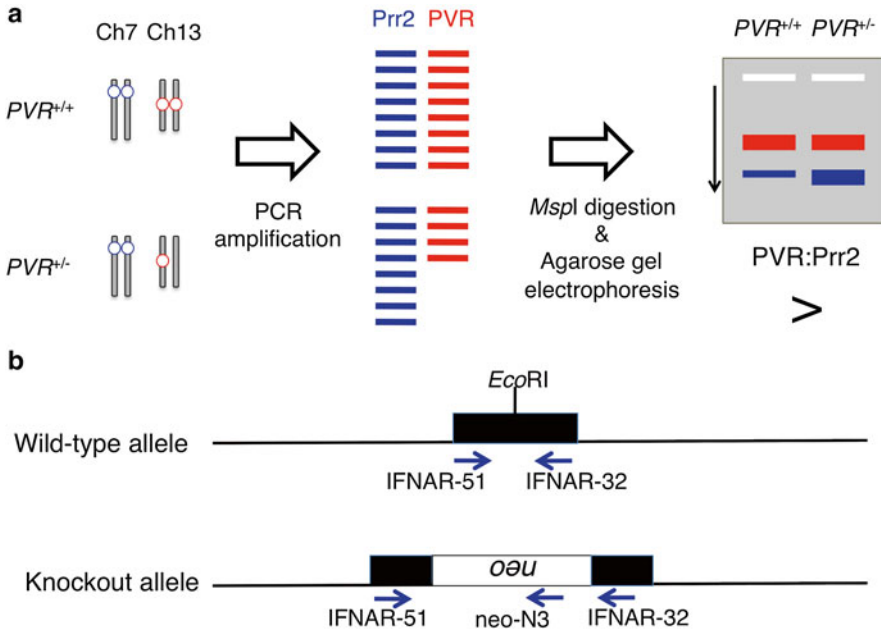 a
Ch7 Ch13
Prr2 PVR
PVR+/+ PVR+/-
PVR+/+
PCR
amplification
MspI digestion
&
Agarose gel
electrophoresis
PVR+/-
PVR:Prr2
>
b
EcoRI
Wild-type allele
IFNAR-51 IFNAR-32
neo
Knockout allele
IFNAR-51 neo-N3 IFNAR-32